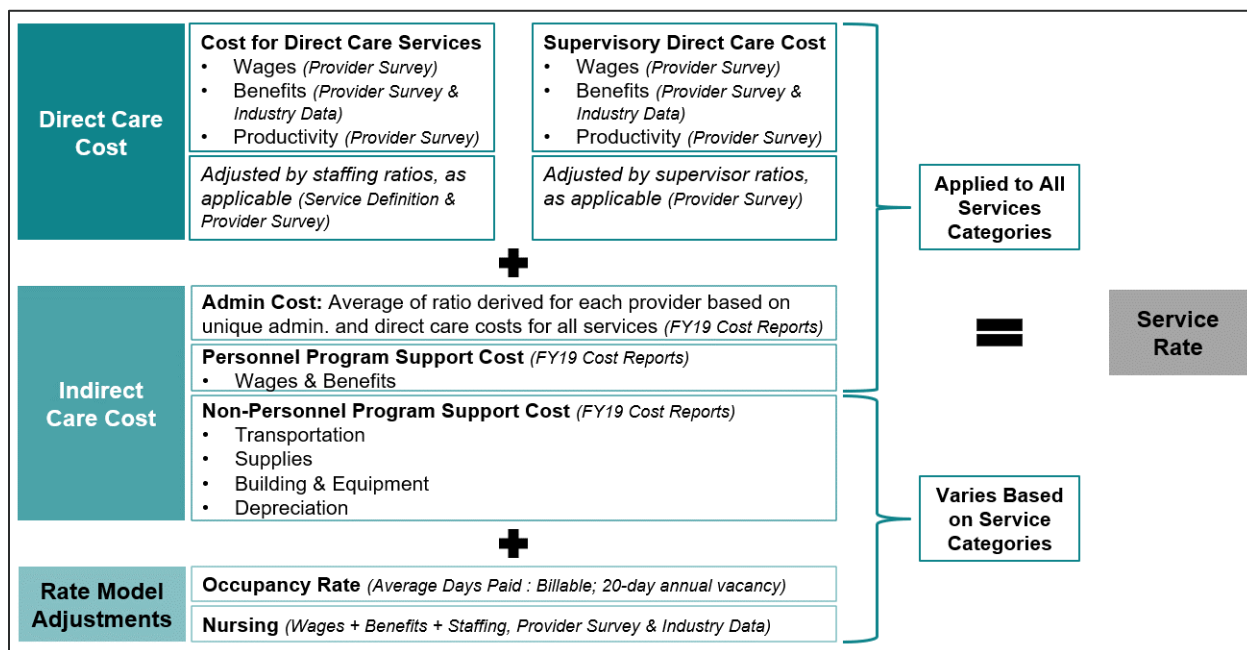 Direct Care
Cost
Cost for Direct Care Services
• Wages (Provider Survey)
• Benefits (Provider Survey &
Industry Data)
• Productivity (Provider Survey)
Adjusted by staffing ratios, as
applicable (Service Definition &
Provider Survey)
Supervisory Direct Care Cost
• Wages (Provider Survey)
• Benefits (Provider Survey &
Industry Data)
• Productivity (Provider Survey)
Adjusted by supervisor ratios,
as applicable (Provider Survey)
Applied to All
Services
Categories
Indirect
Care Cost
Admin Cost: Average of ratio derived for each provider based on
unique admin. and direct care costs for all services (FY19 Cost Reports)
Personnel Program Support Cost (FY19 Cost Reports)
• Wages & Benefits
Non-Personnel Program Support Cost (FY19 Cost Reports)
• Transportation
• Supplies
• Building & Equipment
• Depreciation
Varies Based
on Service
Categories
Rate Model
Adjustments
Occupancy Rate (Average Days Paid : Billable; 20-day annual vacancy)
Nursing (Wages + Benefits + Staffing, Provider Survey & Industry Data)
Service
Rate